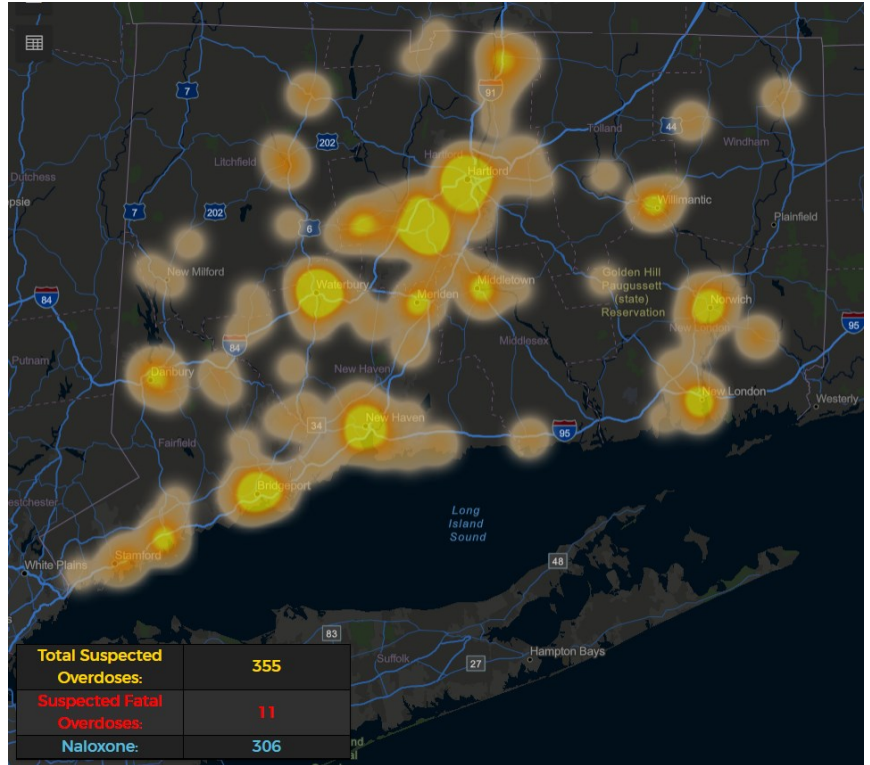 91
7
202
44
Tolland
Windham
Litchfield
Hartford
Dutchess
Willimantic
7
202
6
Plainfield
New Milford
Golden Hill
Paugussett
(state)
Reservation
84
Waterbury
Middletown
Meriden
Norwich
New London
95
84
Middlesex
Putnam
Danbury
New Haven
New London
Westerly
34
New Haven
95
Fairfield
Bridgeport
Long
Island
Sound
Stamford
White Plains
48
83
Suffolk
27
Hampton Bays
Total Suspected
Overdoses:
355
Suspected Fatal
Overdoses:
11
Naloxone:
306